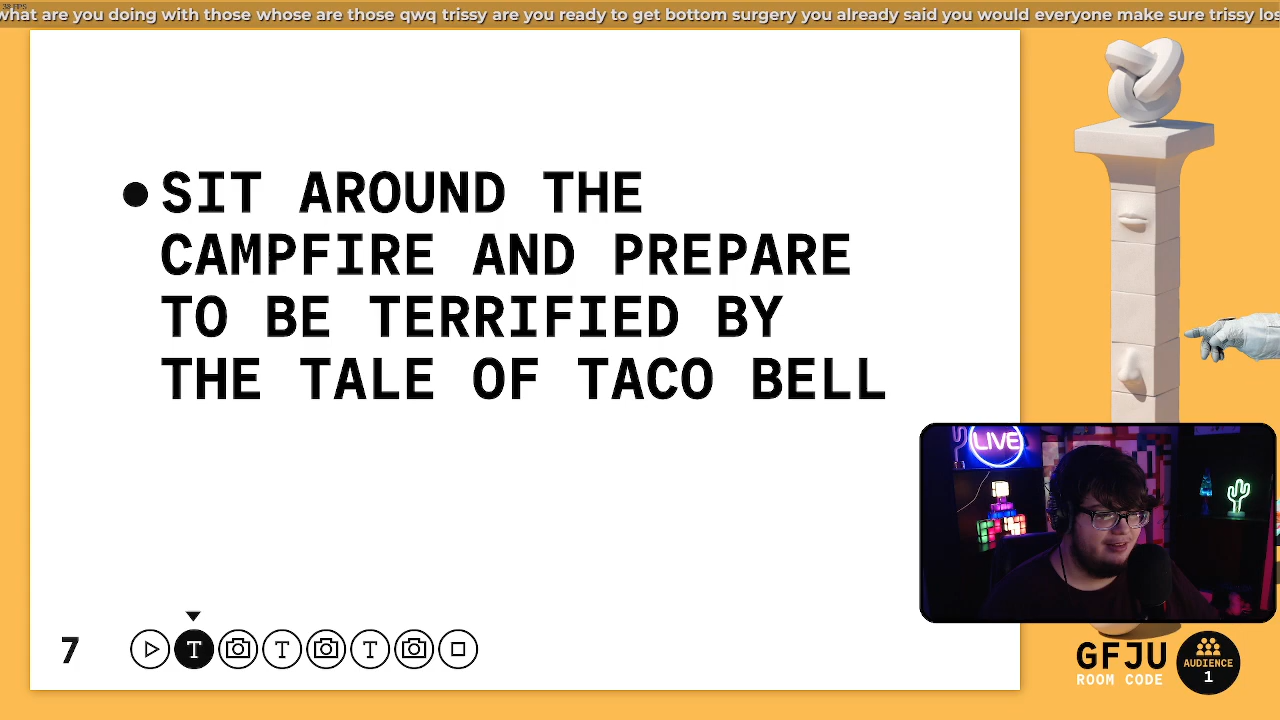 what are you doing with those whose are those qwq trissy are you ready to get bottom surgery you already said you would everyone make sure trissy los
SIT AROUND THE
CAMPFIRE AND PREPARE
TO BE TERRIFIED BY
THE TALE OF TACO BELL
LIVE
7
T
T
T
GFJU
ROOM CODE
AUDIENCE
1